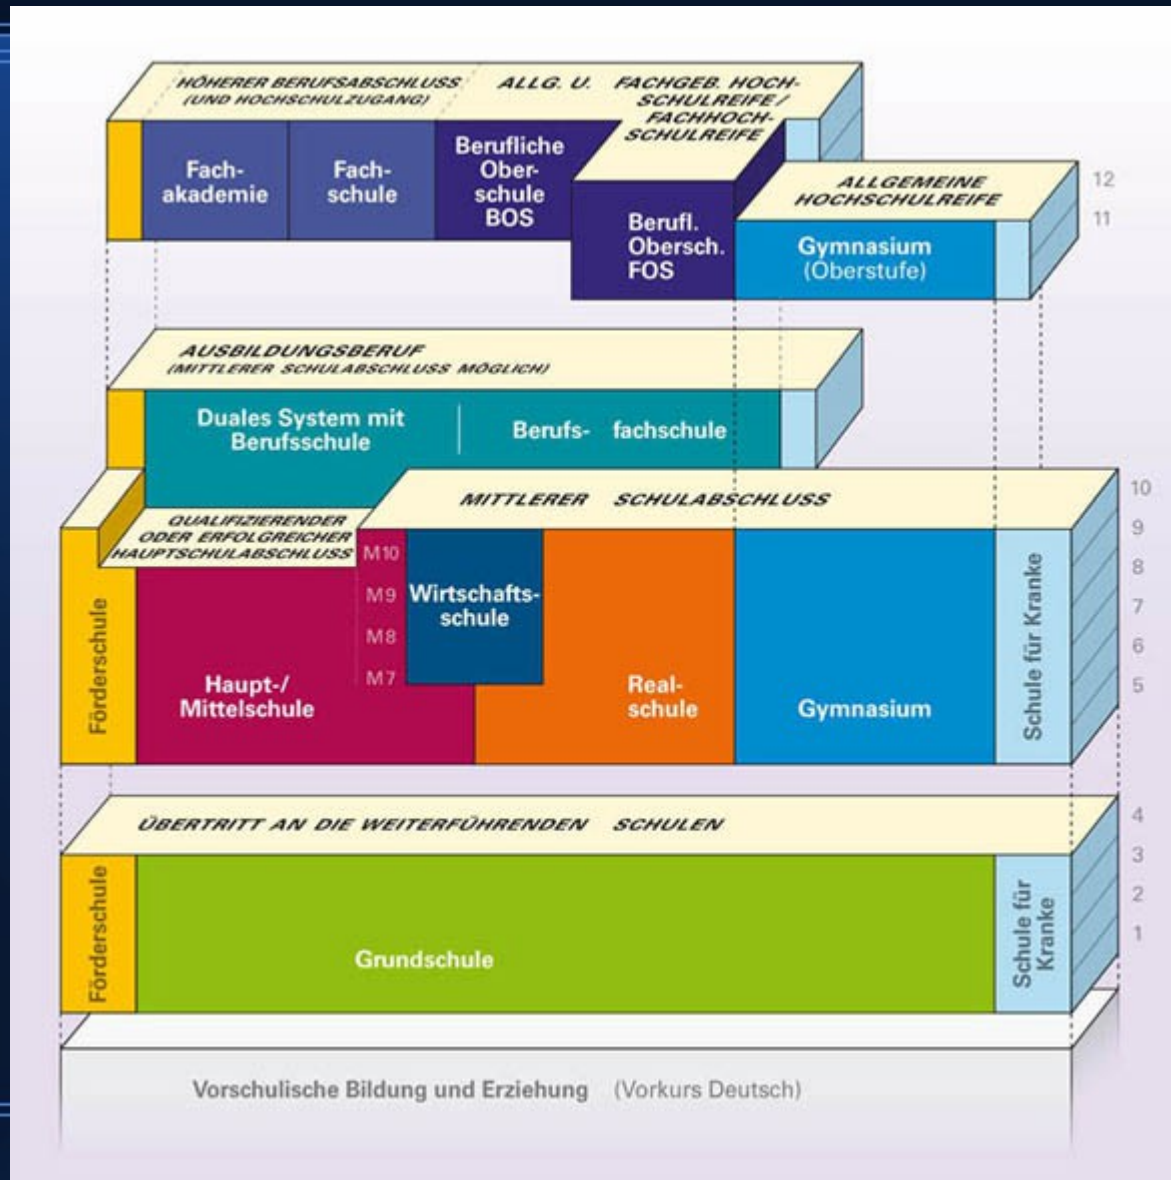 HÖHERER BERUFSABSCHLUSS
(UND HOCHSCHULZUGANG)
ALLG. U. FACHGEB. HOCH-
SCHULREIFE /
FACHHOCH-
SCHULREIFE
Fach-
akademie
Fach-
schule
Berufliche
Ober-
schule
BOS
Berufl.
Obersch.
FOS
ALLGEMEINE
HOCHSCHULREIFE
Gymnasium
(Oberstufe)
12
11
AUSBILDUNGSBERUF
(MITTLERER SCHULABSCHLUSS MÖGLICH)
Duales System mit
Berufsschule
Berufs- fachschule
MITTLERER SCHULABSCHLUSS
QUALIFIZIERENDER
ODER ERFOLGREICHER
HAUPTSCHULABSCHLUSS
Förderschule
Haupt-/
Mittelschule
M10
M9
M8
M7
Wirtschafts-
schule
Real-
schule
Gymnasium
Schule für Kranke
10
9
8
7
6
5
ÜBERTRITT AN DIE WEITERFÜHRENDEN SCHULEN
Förderschule
Grundschule
Schule für
Kranke
4
3
2
1
Vorschulische Bildung und Erziehung (Vorkurs Deutsch)